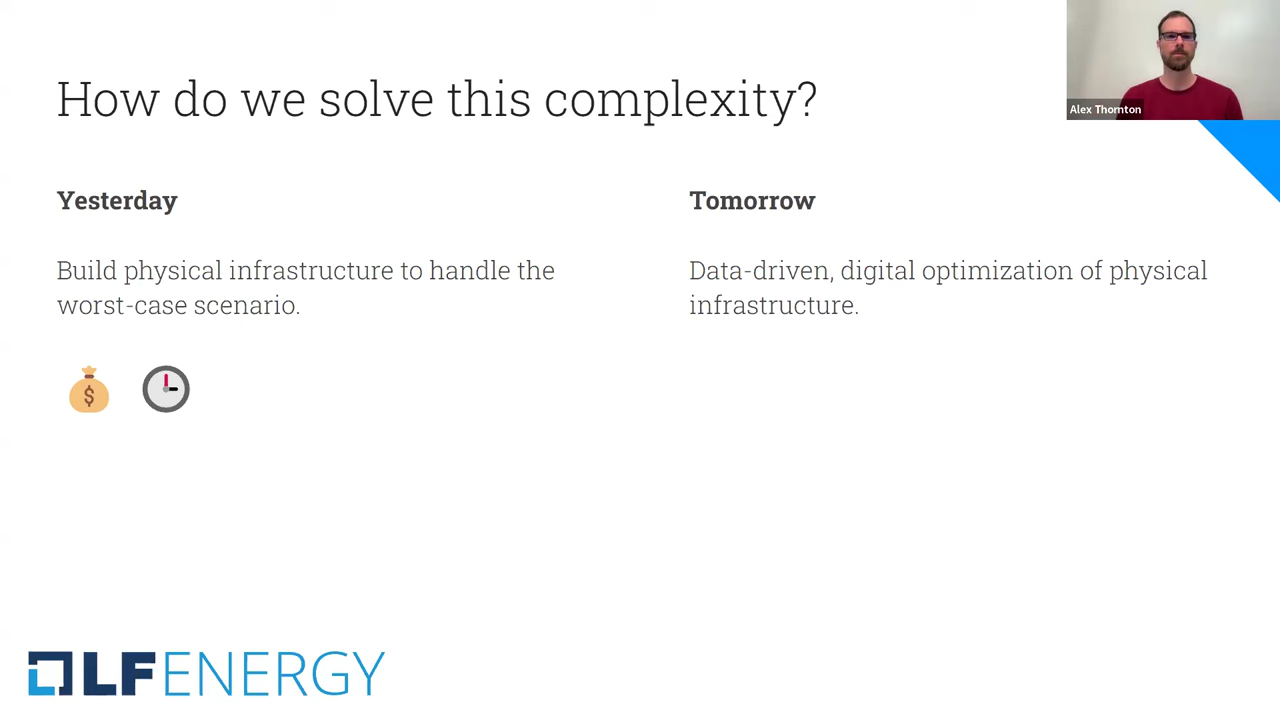 How do we solve this complexity?
Alex Thornton
Yesterday
Build physical infrastructure to handle the
worst-case scenario.
$
Tomorrow
Data-driven, digital optimization of physical
infrastructure.
LFENERGY